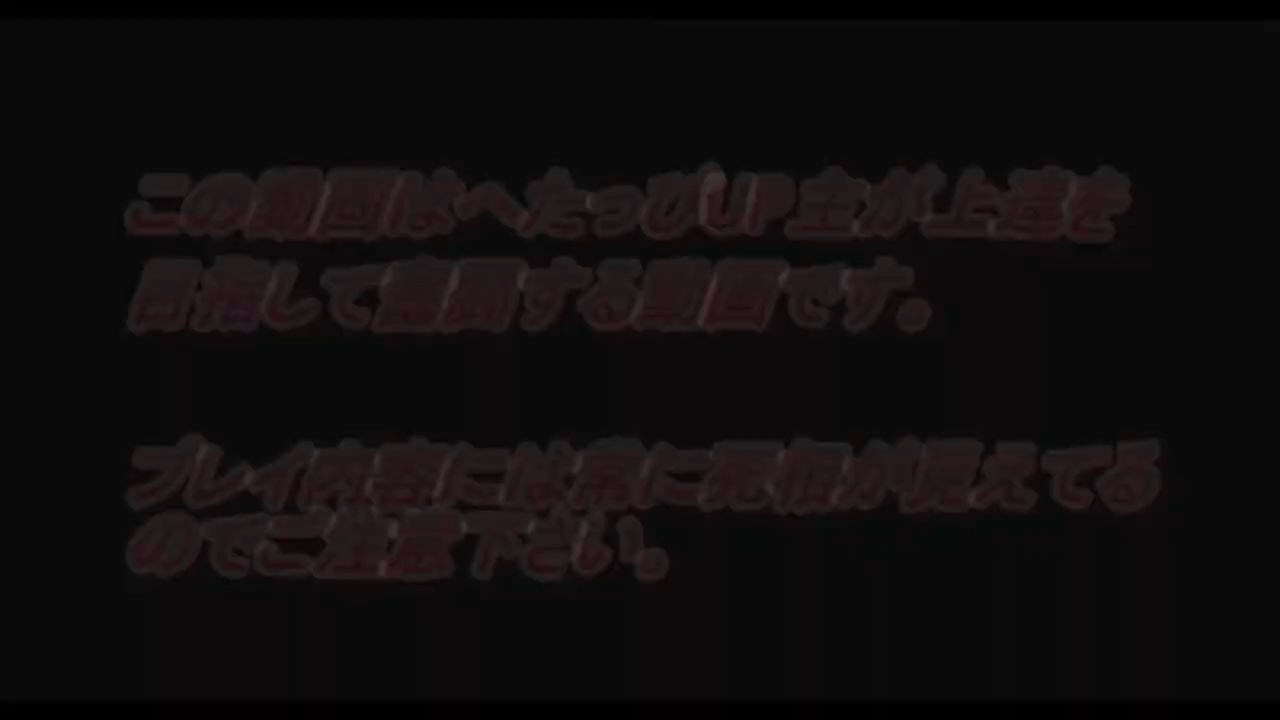 この動画はへたっぴUP主が上達を
目指して奮闘する動画です。
プレイ内容には常に死相が見えてる
のでご注意下さい。